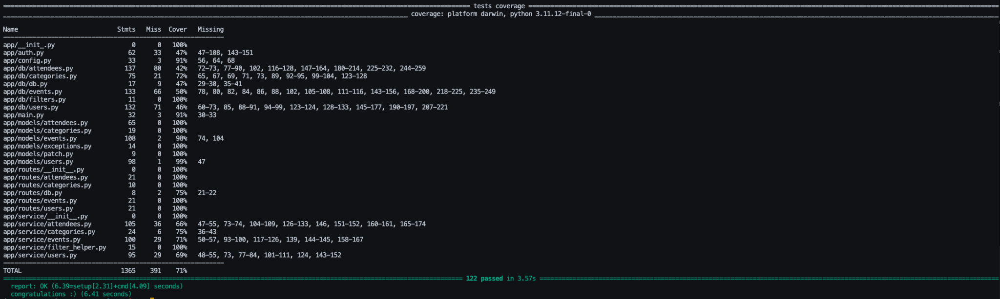 tests coverage
coverage: platform darwin, python 3.11.12-final-0
Name Stmts Miss Cover Missing
app/__init_.py 0 0 100%
app/auth.py 62 33 47% 47-108, 143-151
app/config.py 33 3 91% 56, 64, 68
app/db/attendees.py 137 80 42% 72-73, 77-90, 102, 116-128, 147-164, 180-214, 225-232, 244-259
app/db/categories.py 75 21 72% 65, 67, 69, 71, 73, 89, 92-95, 99-104, 123-128
app/db/db.py 17 9 47% 29-30, 35-41
app/db/events.py 133 66 50% 78, 80, 82, 84, 86, 88, 102, 105-108, 111-116, 143-156, 168-200, 218-225, 235-249
app/db/filters.py 11 0 100%
app/db/users.py 132 71 46% 60-73, 85, 88-91, 94-99, 123-124, 128-133, 145-177, 190-197, 207-221
app/main.py 32 3 91% 30-33
app/models/attendees.py 65 0 100%
app/models/categories.py 19 0 100%
app/models/events.py 108 2 98% 74, 104
app/models/exceptions.py 14 0 100%
app/models/patch.py 9 0 100%
app/models/users.py 98 1 99% 47
app/routes/__init__.py 0 0 100%
app/routes/attendees.py 21 0 100%
app/routes/categories.py 10 0 100%
app/routes/db.py 8 2 75% 21-22
app/routes/events.py 21 0 100%
app/routes/users.py 21 0 100%
app/service/__init__.py 0 0 100%
app/service/attendees.py 105 36 66% 47-55, 73-74, 104-109, 126-133, 146, 151-152, 160-161, 165-174
app/service/categories.py 24 6 75% 36-43
app/service/events.py 100 29 71% 50-57, 93-100, 117-126, 139, 144-145, 158-167
app/service/filter_helper.py 15 0 100%
app/service/users.py 95 29 69% 48-55, 73, 77-84, 101-111, 124, 143-152
TOTAL 1365 391 71%
122 passed in 3.57s
report: OK (6.39=setup[2.31]+cmd[4.09] seconds)
congratulations :) (6.41 seconds)